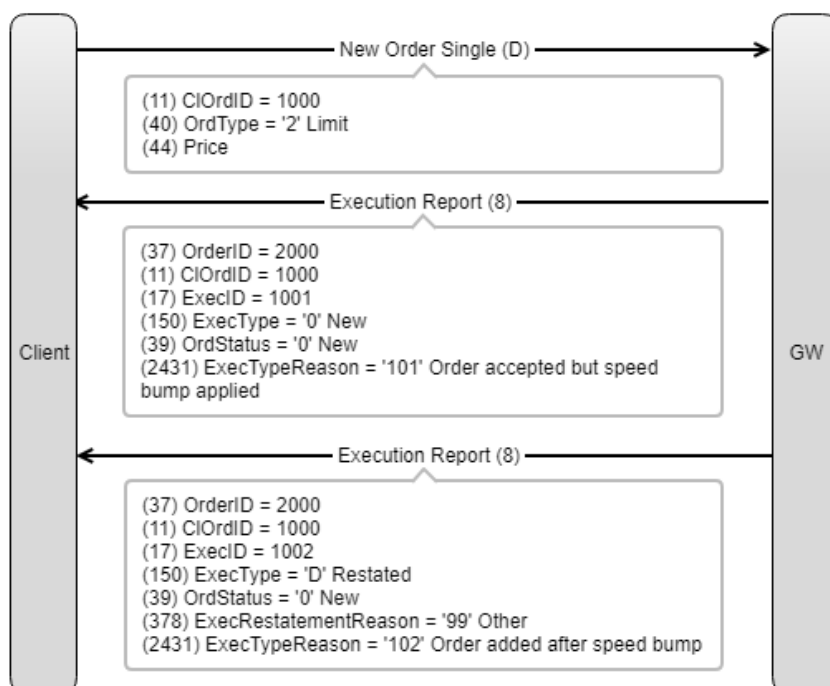 New Order Single (D)
(11) ClOrdID = 1000
(40) OrdType = '2' Limit
(44) Price
Execution Report (8)
(37) OrderID = 2000
(11) ClOrdID = 1000
(17) ExecID = 1001
(150) ExecType = '0' New
(39) OrdStatus = '0' New
(2431) ExecTypeReason = '101' Order accepted but speed
bump applied
Client
GW
Execution Report (8)
(37) OrderID = 2000
(11) ClOrdID = 1000
(17) ExecID = 1002
(150) ExecType = 'D' Restated
(39) OrdStatus = '0' New
(378) ExecRestatementReason = '99' Other
(2431) ExecTypeReason = '102' Order added after speed bump